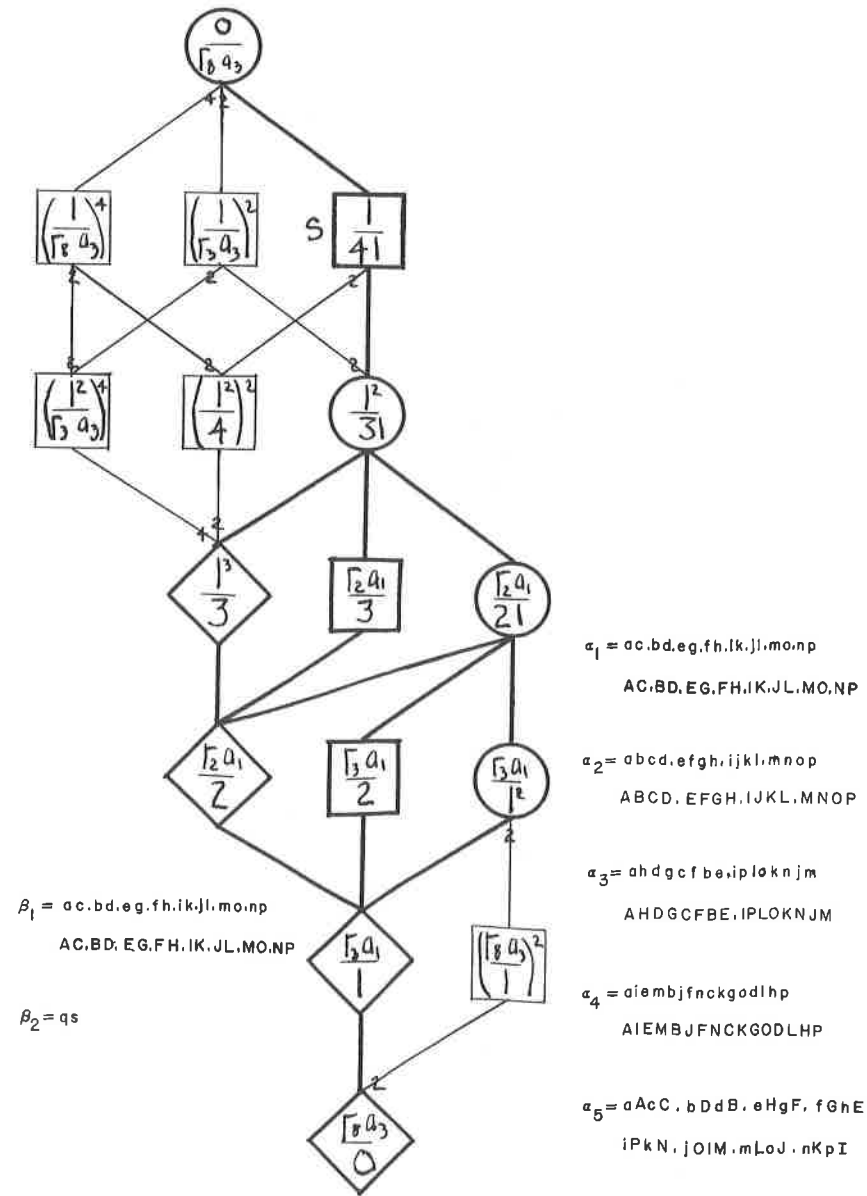 0
Γ8 a3
4 2
(1 / Γ8 a3)4
(1 / Γ3 a3)2
S
1
41
2 2 2
2 2
(12 / Γ3 a3)4
(12 / 4)2
12
31
4 2
13
3
Γ2 a1
3
Γ2 a1
21
α1 = ac.bd.eg.fh.ik.jl.mo.np
AC.BD.EG.FH.IK.JL.MO.NP
Γ2 a1
2
Γ3 a1
2
Γ3 a1
12
2
α2 = abcd.efgh.ijkl.mnop
ABCD.EFGH.IJKL.MNOP
α3 = ahdgcfbe.iploknjm
AHDGCFBE.IPLOKNJM
β1 = ac.bd.eg.fh.ik.jl.mo.np
AC.BD.EG.FH.IK.JL.MO.NP
Γ3 a1
1
(Γ8 a3 / 1)2
β2 = qs
α4 = aiembjfnckgodlhp
AIEMBJFNCKGODLHP
2
Γ8 a3
0
α5 = aAcC.bDdB.eHgF.fGhE
iPkN.jOlM.mLoJ.nKpI